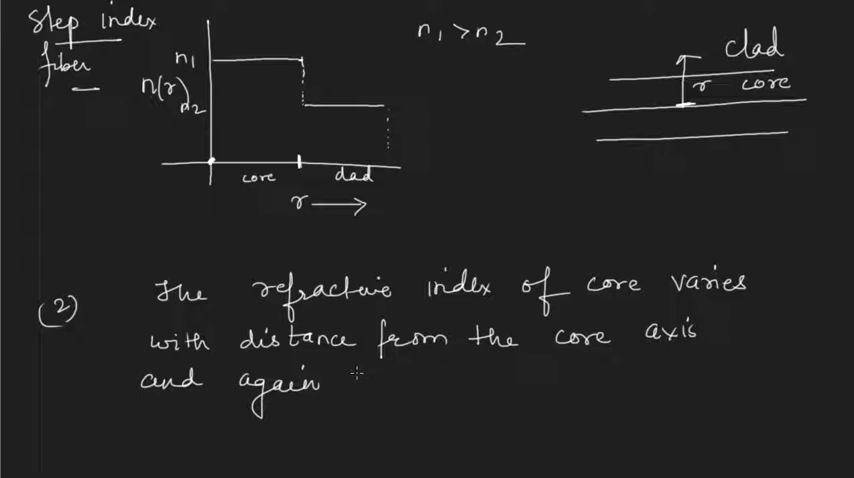 Step index
fiber
n1 > n2
n1
n(r)
n2
core
clad
r
clad
r core
(2)
The refractive index of core varies
with distance from the core axis
and again